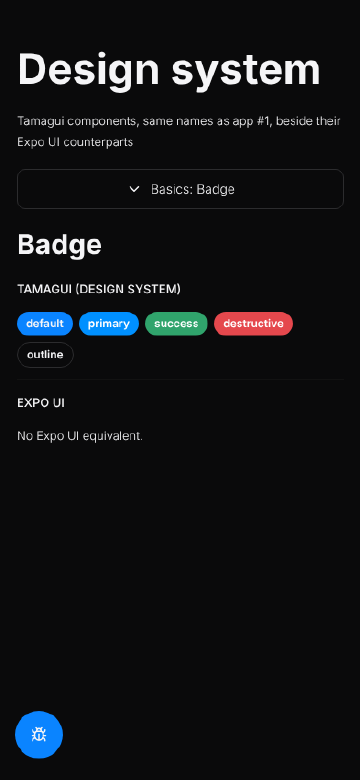 Design system
Tamagui components, same names as app #1, beside their
Expo UI counterparts
Basics: Badge
Badge
TAMAGUI (DESIGN SYSTEM)
default primary success destructive
outline
EXPO UI
No Expo UI equivalent.